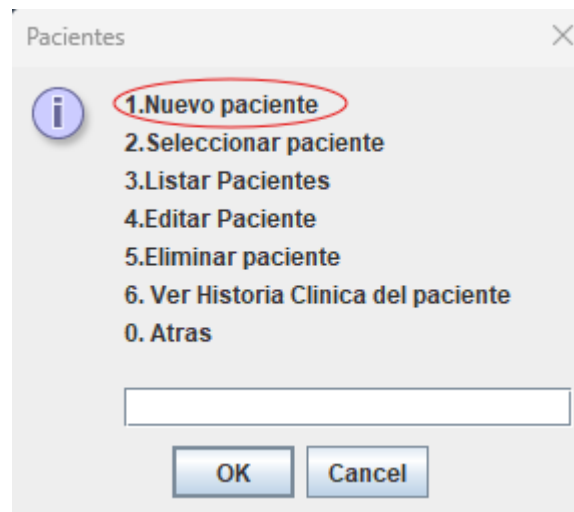 Pacientes
1.Nuevo paciente
2.Seleccionar paciente
3.Listar Pacientes
4.Editar Paciente
5.Eliminar paciente
6. Ver Historia Clinica del paciente
0. Atras
OK Cancel